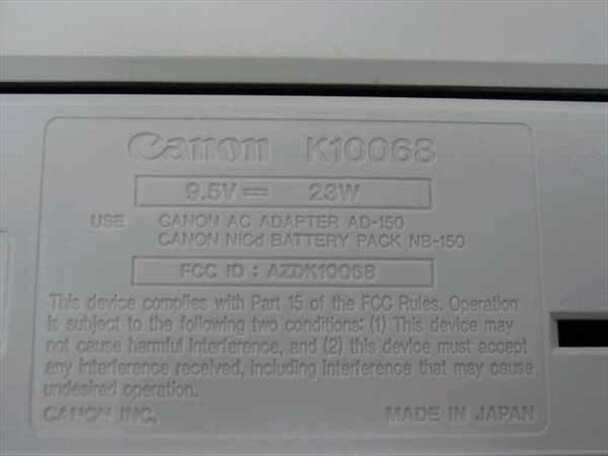 Canon K10068
9.5V⎓ 23W
USE CANON AC ADAPTER AD-150
CANON NiCd BATTERY PACK NB-150
FCC ID : AZDK10068
This device complies with Part 15 of the FCC Rules. Operation
is subject to the following two conditions: (1) This device may
not cause harmful interference, and (2) this device must accept
any interference received, including interference that may cause
undesired operation.
CANON INC. MADE IN JAPAN